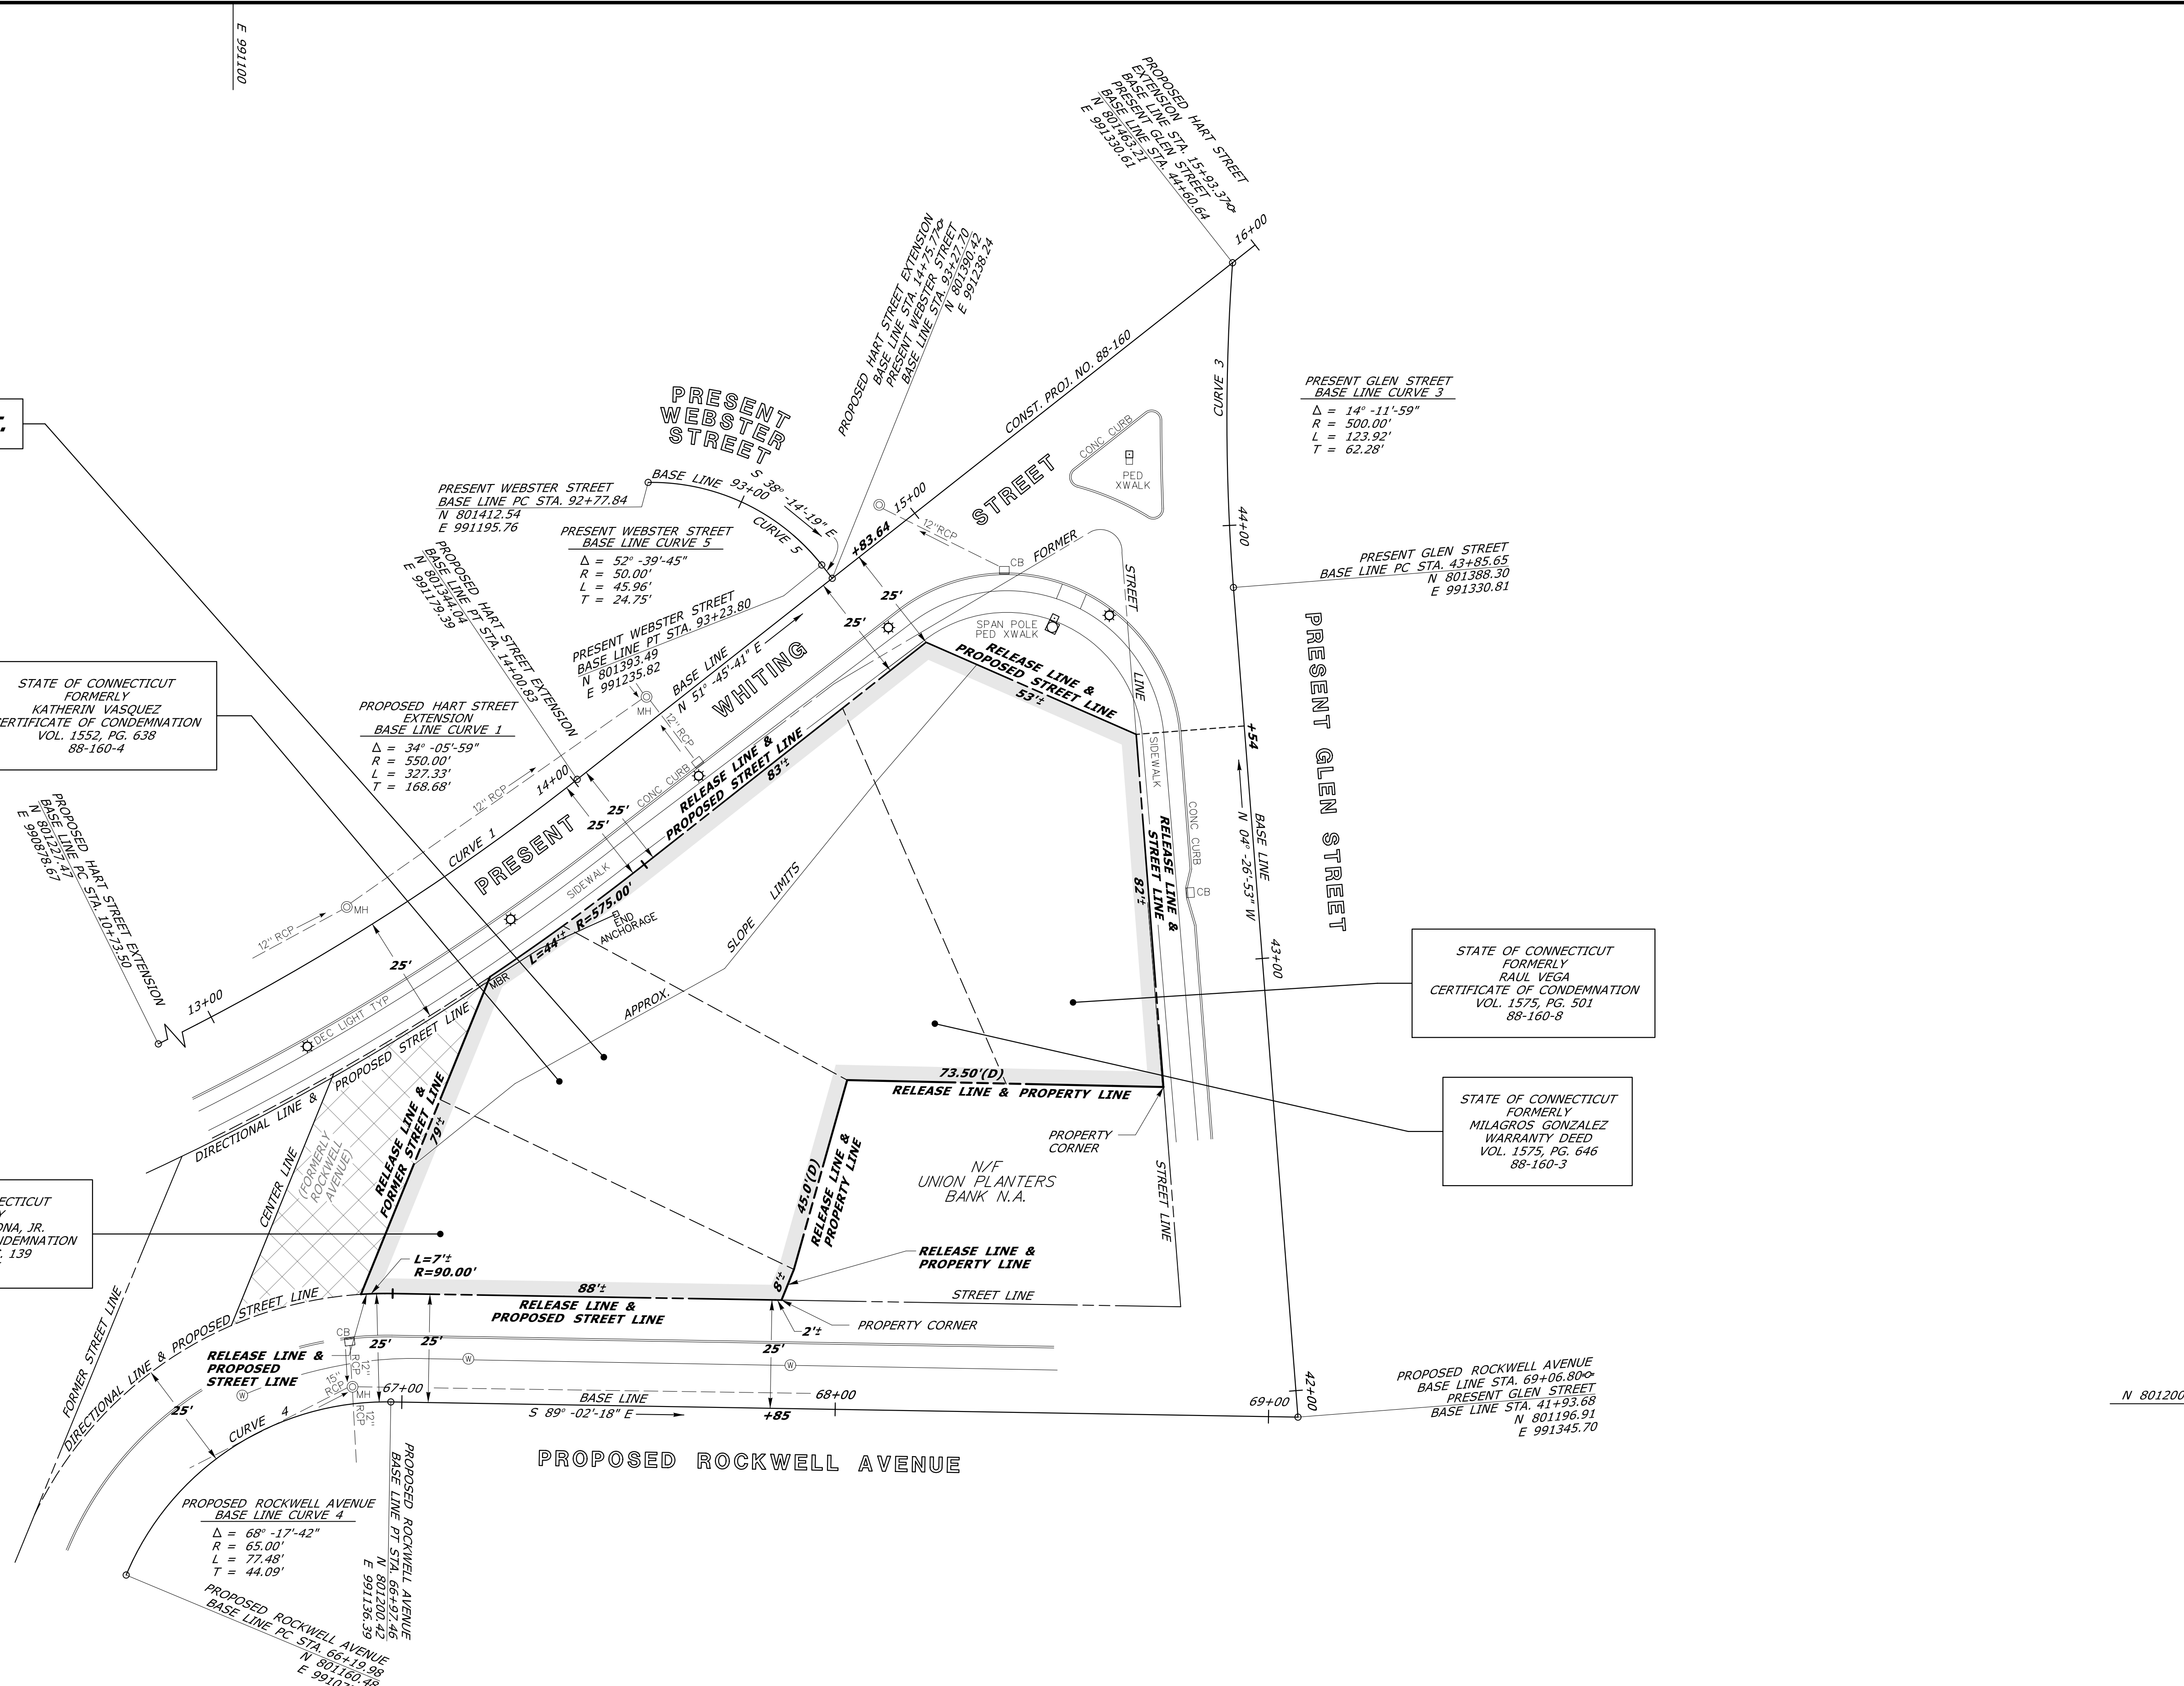 E 991100
PROPOSED HART STREET
EXTENSION
BASE LINE STA. 15+93.37
PRESENT GLEN STREET
BASE LINE STA. 44+60.64
N 801463.21
E 991330.61
16+00
PROPOSED HART STREET EXTENSION
BASE LINE STA. 14+75.77
PRESENT WEBSTER STREET
BASE LINE STA. 93+27.70
N 801390.42
E 991238.24
CONST. PROJ. NO. 88-160
CURVE 3
PRESENT GLEN STREET
BASE LINE CURVE 3
Δ = 14° -11'-59"
R = 500.00'
L = 123.92'
T = 62.28'
PRESENT
WEBSTER
STREET
BASE LINE 93+00
S 38° -14'-19" E
CURVE 5
PRESENT WEBSTER STREET
BASE LINE PC STA. 92+77.84
N 801412.54
E 991195.76
PRESENT WEBSTER STREET
BASE LINE CURVE 5
Δ = 52° -39'-45"
R = 50.00'
L = 45.96'
T = 24.75'
PRESENT WEBSTER STREET
BASE LINE PT STA. 93+23.80
N 801393.49
E 991235.82
PROPOSED HART STREET EXTENSION
BASE LINE PT STA. 14+00.83
N 801344.04
E 991179.39
CONC CURB
PED
XWALK
+83.64
15+00
12"RCP
STREET
FORMER
CB
STREET
LINE
44+00
PRESENT GLEN STREET
BASE LINE PC STA. 43+85.65
N 801388.30
E 991330.81
25'
25'
SPAN POLE
PED XWALK
RELEASE LINE &
PROPOSED STREET LINE
53'±
BASE LINE
N 51° -45'-41" E
WHITING
MH
12" RCP
STATE OF CONNECTICUT
FORMERLY
KATHERIN VASQUEZ
CERTIFICATE OF CONDEMNATION
VOL. 1552, PG. 638
88-160-4
PROPOSED HART STREET
EXTENSION
BASE LINE CURVE 1
Δ = 34° -05'-59"
R = 550.00'
L = 327.33'
T = 168.68'
14+00
12" RCP
25'
25'
CONC CURB
RELEASE LINE &
PROPOSED STREET LINE
83'±
SIDEWALK
+54
PRESENT GLEN STREET
BASE LINE
N 04° -26'-53" W
CONC CURB
RELEASE LINE &
STREET LINE
82'±
CB
PROPOSED HART STREET EXTENSION
BASE LINE PC STA. 10+73.50
N 801227.47
E 990878.67
CURVE 1
PRESENT
SIDEWALK
SLOPE
LIMITS
APPROX.
12" RCP
MH
L=44'±
R=575.00'
END
ANCHORAGE
MBR
43+00
25'
13+00
DEC LIGHT TYP
STATE OF CONNECTICUT
FORMERLY
RAUL VEGA
CERTIFICATE OF CONDEMNATION
VOL. 1575, PG. 501
88-160-8
DIRECTIONAL LINE & PROPOSED STREET LINE
73.50'(D)
RELEASE LINE & PROPERTY LINE
PROPERTY
CORNER
STATE OF CONNECTICUT
FORMERLY
MILAGROS GONZALEZ
WARRANTY DEED
VOL. 1575, PG. 646
88-160-3
CENTER LINE
(FORMERLY
ROCKWELL
AVENUE)
RELEASE LINE &
FORMER STREET LINE
79'±
45.0'(D)
RELEASE LINE &
PROPERTY LINE
N/F
UNION PLANTERS
BANK N.A.
STREET LINE
139
L=7'±
R=90.00'
8'±
RELEASE LINE &
PROPERTY LINE
88'±
RELEASE LINE &
PROPOSED STREET LINE
STREET LINE
2'±
PROPERTY CORNER
FORMER STREET LINE
DIRECTIONAL LINE & PROPOSED STREET LINE
CB
25'
25'
25'
RELEASE LINE &
PROPOSED
STREET LINE
12"
RCP
15"
RCP
W
W
W
MH
12"
RCP
67+00
BASE LINE
68+00
S 89° -02'-18" E
+85
69+00
42+00
25'
CURVE 4
PROPOSED ROCKWELL AVENUE
BASE LINE STA. 69+06.80
PRESENT GLEN STREET
BASE LINE STA. 41+93.68
N 801196.91
E 991345.70
N 801200
PROPOSED ROCKWELL AVENUE
PROPOSED ROCKWELL AVENUE
BASE LINE PT STA. 66+97.46
N 801200.42
E 991136.39
PROPOSED ROCKWELL AVENUE
BASE LINE CURVE 4
Δ = 68° -17'-42"
R = 65.00'
L = 77.48'
T = 44.09'
PROPOSED ROCKWELL AVENUE
BASE LINE PC STA. 66+19.98
N 801160.48